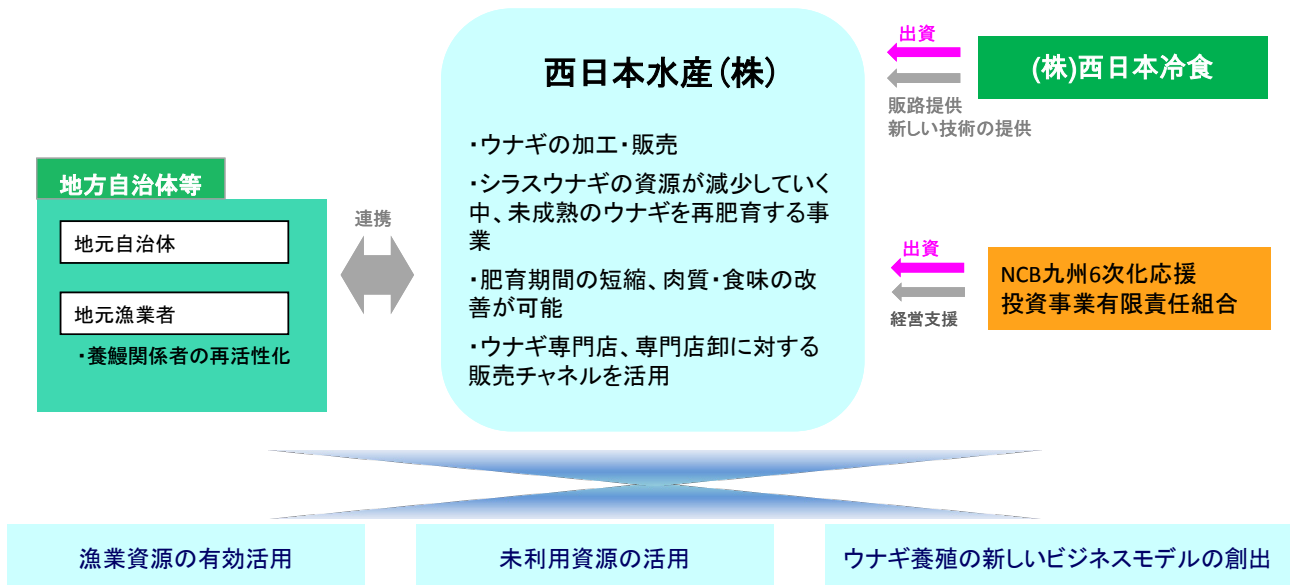 地方自治体等
地元自治体
地元漁業者
・養鰻関係者の再活性化
連携
西日本水産(株)
・ウナギの加工・販売
・シラスウナギの資源が減少していく
中、未成熟のウナギを再肥育する事
業
・肥育期間の短縮、肉質・食味の改
善が可能
・ウナギ専門店、専門店卸に対する
販売チャネルを活用
出資
販路提供
新しい技術の提供
(株)西日本冷食
出資
経営支援
NCB九州6次化応援
投資事業有限責任組合
漁業資源の有効活用
未利用資源の活用
ウナギ養殖の新しいビジネスモデルの創出